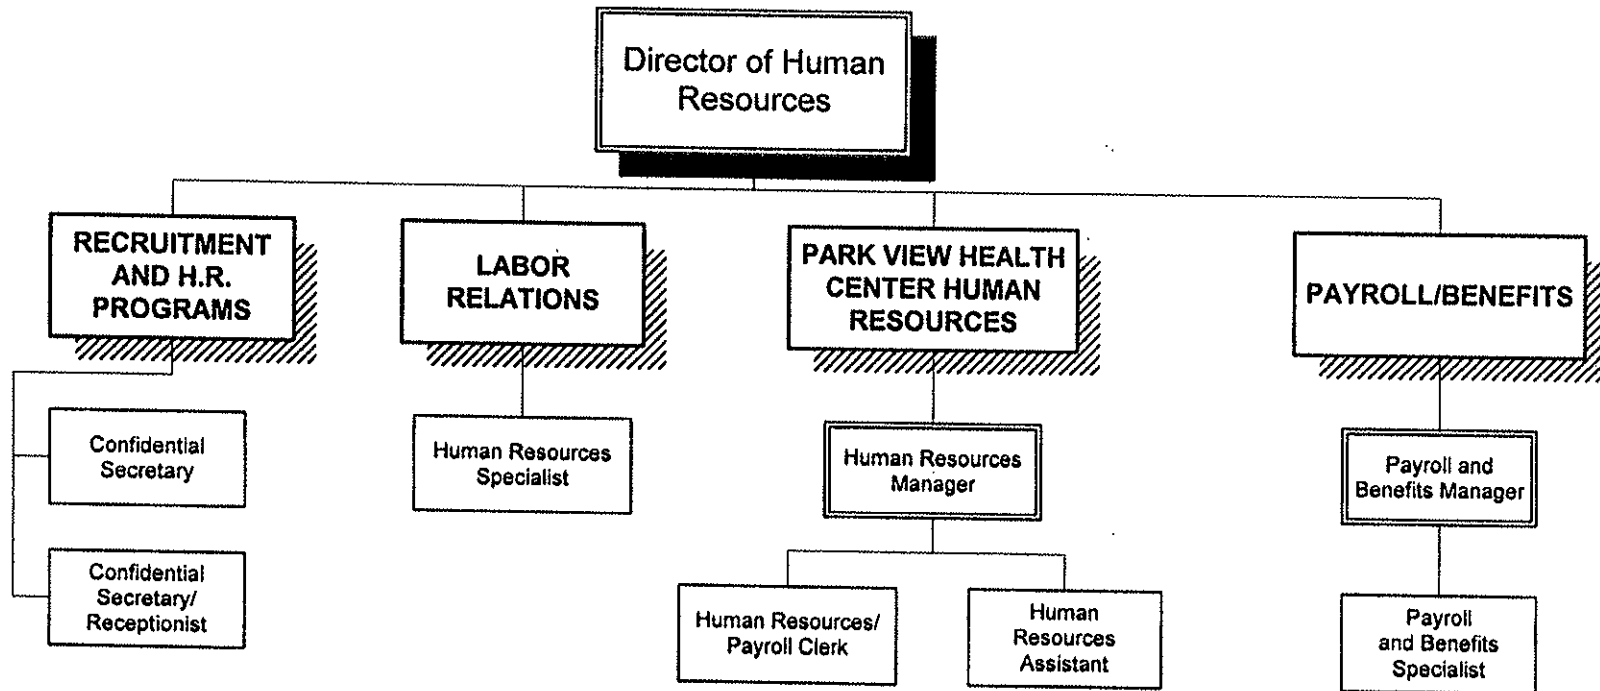 Director of Human
Resources
RECRUITMENT
AND H.R.
PROGRAMS
LABOR
RELATIONS
PARK VIEW HEALTH
CENTER HUMAN
RESOURCES
PAYROLL/BENEFITS
Confidential
Secretary
Human Resources
Specialist
Human Resources
Manager
Payroll and
Benefits Manager
Confidential
Secretary/
Receptionist
Human Resources/
Payroll Clerk
Human
Resources
Assistant
Payroll
and Benefits
Specialist